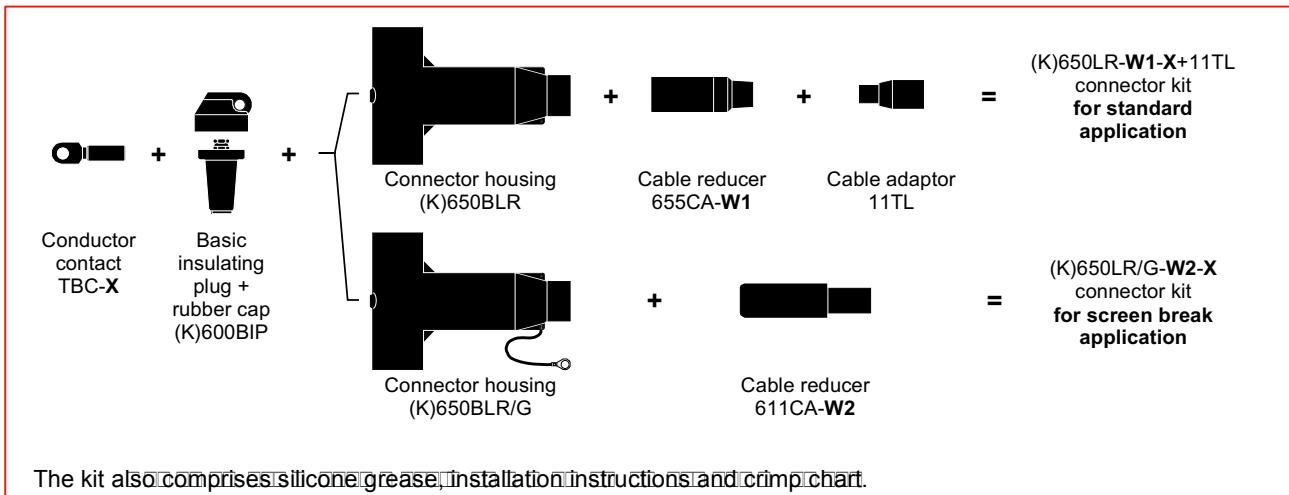 Conductor
contact
TBC-X
+
Basic
insulating
plug +
rubber cap
(K)600BIP
+
Connector housing
(K)650BLR
+
Cable reducer
655CA-W1
+
Cable adaptor
11TL
=
(K)650LR-W1-X+11TL
connector kit
for standard
application
Connector housing
(K)650BLR/G
+
Cable reducer
611CA-W2
=
(K)650LR/G-W2-X
connector kit
for screen break
application
The kit also comprises silicone grease, installation instructions and crimp chart.